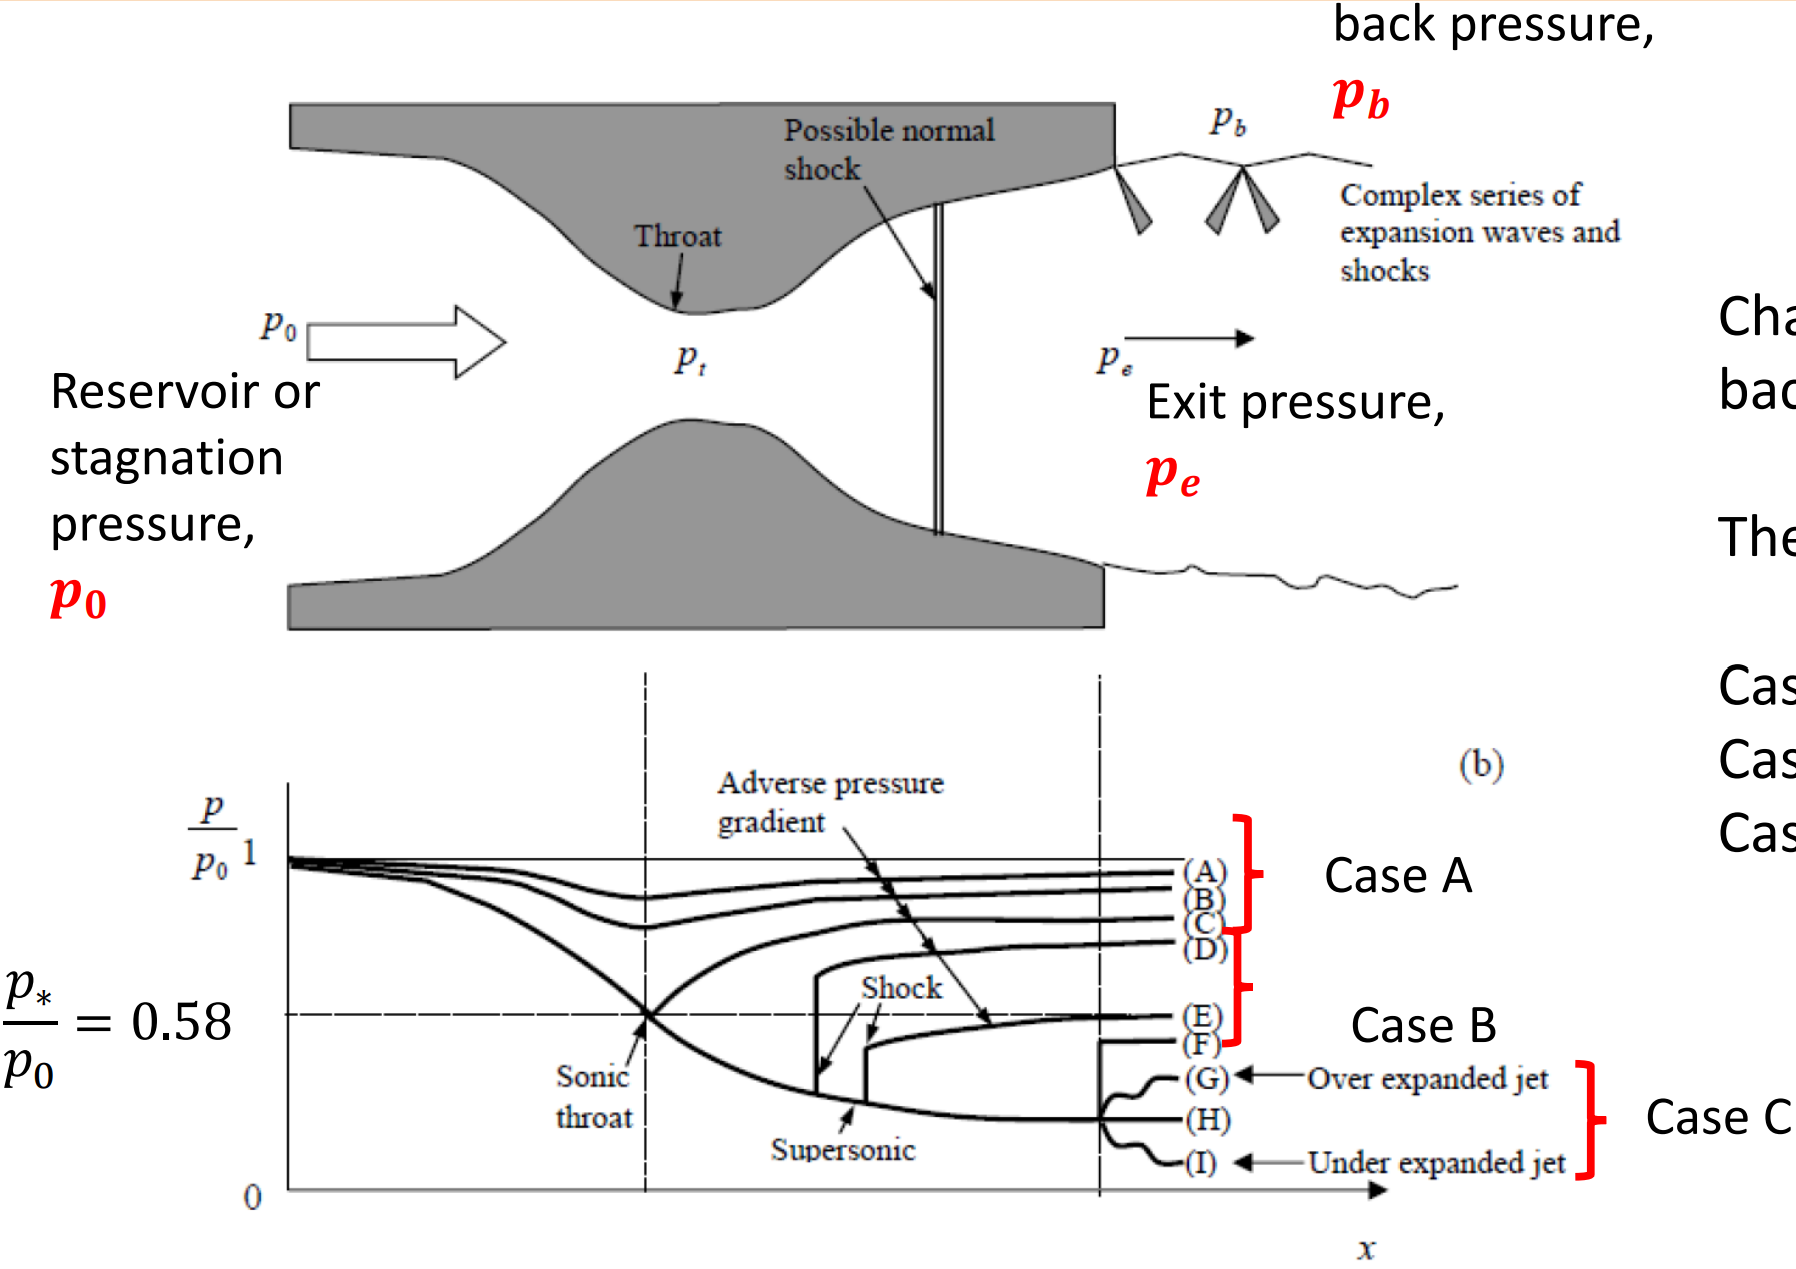 back pressure,
p_b
Possible normal
shock
p_b
Complex series of
expansion waves and
shocks
Throat
p_0
p_t
p_e
Reservoir or
stagnation
pressure,
p_0
Exit pressure,
p_e
Cha
bac
The
Cas
Cas
Cas
(b)
Adverse pressure
gradient
p
p_0
1
(A)
(B)
(C)
(D)
Case A
Shock
p_*
p_0
= 0.58
(E)
(F)
Case B
Sonic
throat
(G)
Over expanded jet
(H)
Case C
Supersonic
(I)
Under expanded jet
0
x